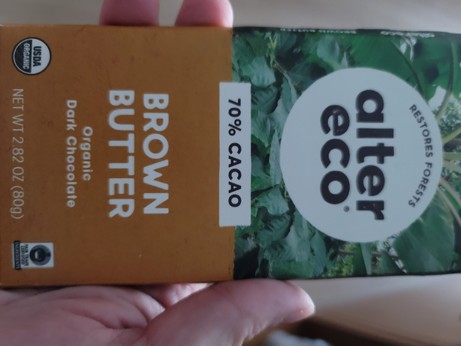 RESTORES FORESTS
alter
eco®
70% CACAO
BROWN
BUTTER
Organic
Dark Chocolate
USDA
ORGANIC
NET WT 2.82 OZ (80g)